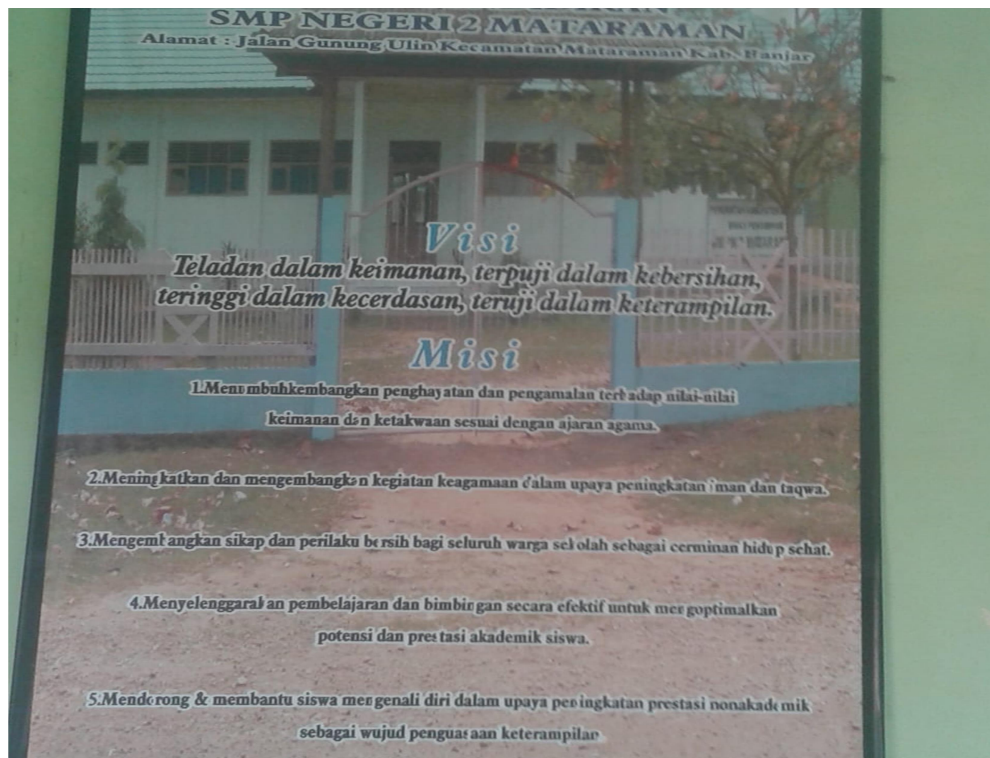 SMP NEGERI 2 MATARAMAN
Alamat : Jalan Gunung Ulin Kecamatan Mataraman Kab. Banjar
Visi
Teladan dalam keimanan, terpuji dalam kebersihan,
teringgi dalam kecerdasan, teruji dalam keterampilan.
Misi
1.Menumbuhkembangkan penghayatan dan pengamalan terhadap nilai-nilai
keimanan dan ketakwaan sesuai dengan ajaran agama.
2.Meningkatkan dan mengembangkan kegiatan keagamaan dalam upaya peningkatan iman dan taqwa.
3.Mengembangkan sikap dan perilaku bersih bagi seluruh warga sekolah sebagai cerminan hidup sehat.
4.Menyelenggarakan pembelajaran dan bimbingan secara efektif untuk mengoptimalkan
potensi dan prestasi akademik siswa.
5.Mendorong & membantu siswa mengenali diri dalam upaya peningkatan prestasi nonakademik
sebagai wujud penguasaan keterampilan